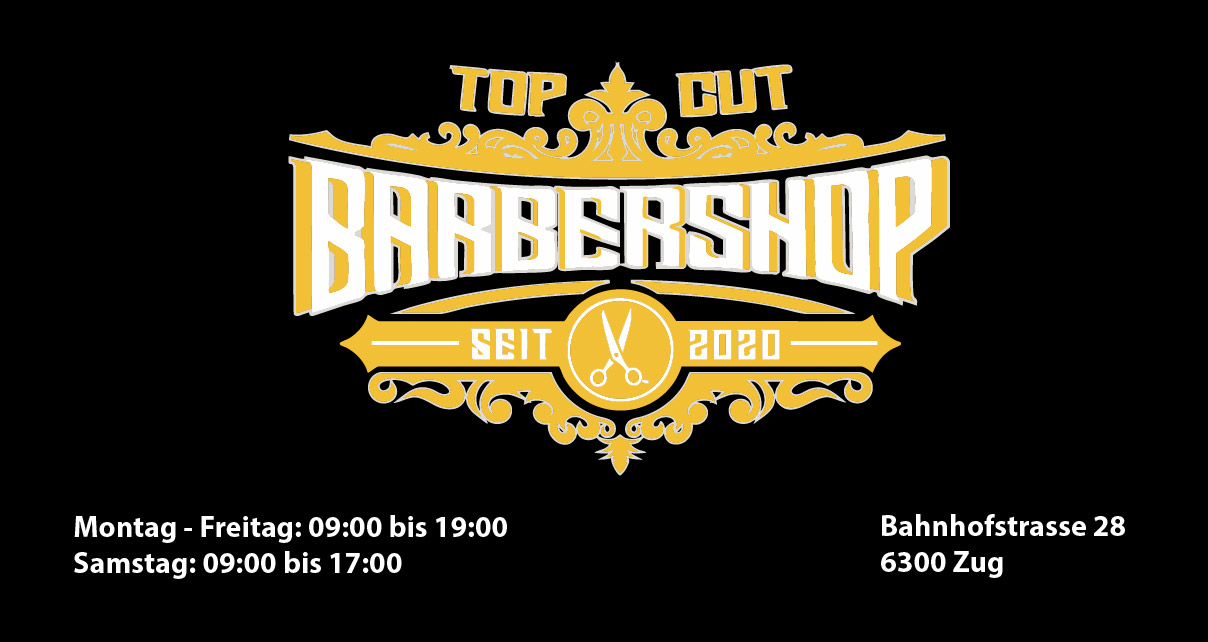 TOP CUT
BARBERSHOP
SEIT 2020
Montag - Freitag: 09:00 bis 19:00
Samstag: 09:00 bis 17:00
Bahnhofstrasse 28
6300 Zug